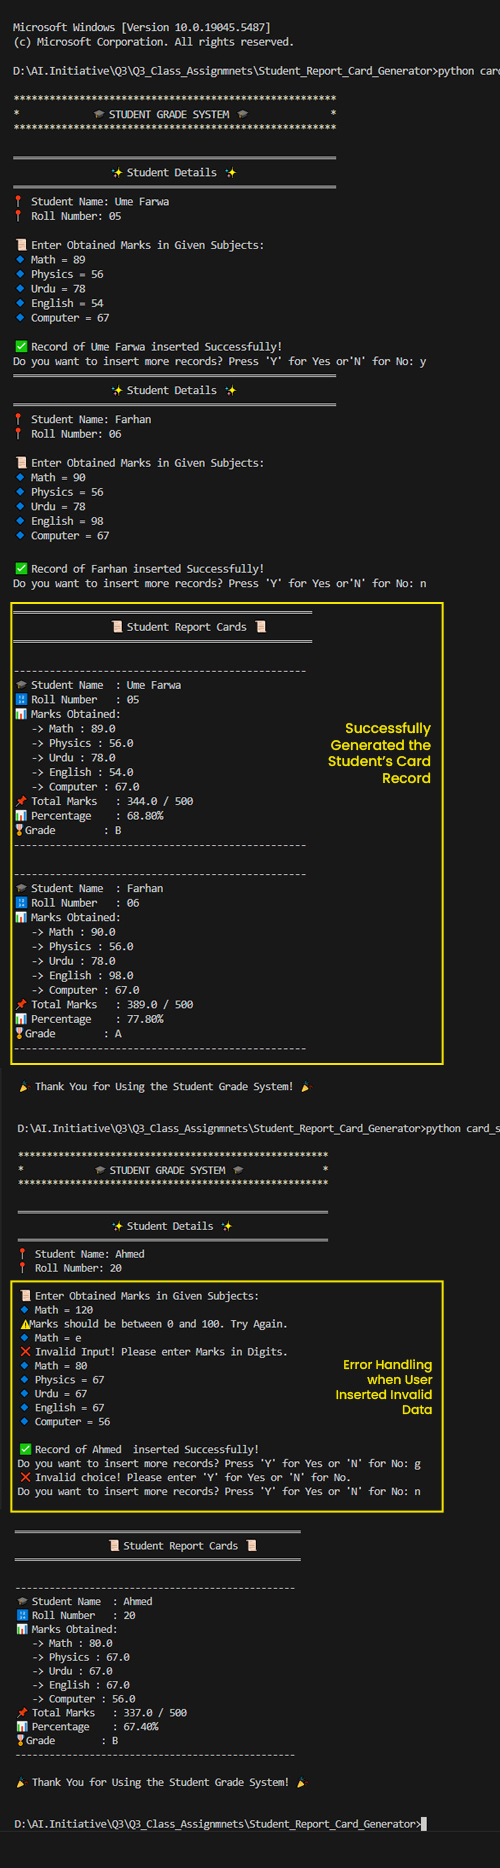 Microsoft Windows [Version 10.0.19045.5487]
(c) Microsoft Corporation. All rights reserved.
D:\AI.Initiative\Q3\Q3_Class_Assignmnets\Student_Report_Card_Generator>python card
******************************************************
* 🎓 STUDENT GRADE SYSTEM 🎓 *
******************************************************
✨ Student Details ✨
📍 Student Name: Ume Farwa
📍 Roll Number: 05
📜 Enter Obtained Marks in Given Subjects:
🔹 Math = 89
🔹 Physics = 56
🔹 Urdu = 78
🔹 English = 54
🔹 Computer = 67
✅ Record of Ume Farwa inserted Successfully!
Do you want to insert more records? Press 'Y' for Yes or'N' for No: y
✨ Student Details ✨
📍 Student Name: Farhan
📍 Roll Number: 06
📜 Enter Obtained Marks in Given Subjects:
🔹 Math = 90
🔹 Physics = 56
🔹 Urdu = 78
🔹 English = 98
🔹 Computer = 67
✅ Record of Farhan inserted Successfully!
Do you want to insert more records? Press 'Y' for Yes or'N' for No: n
📜 Student Report Cards 📜
-------------------------------------------------
🎓 Student Name : Ume Farwa
🔢 Roll Number : 05
📊 Marks Obtained:
-> Math : 89.0
-> Physics : 56.0
-> Urdu : 78.0
-> English : 54.0
-> Computer : 67.0
📌 Total Marks : 344.0 / 500
📊 Percentage : 68.80%
🎖Grade : B
-------------------------------------------------
Successfully
Generated the
Student's Card
Record
-------------------------------------------------
🎓 Student Name : Farhan
🔢 Roll Number : 06
📊 Marks Obtained:
-> Math : 90.0
-> Physics : 56.0
-> Urdu : 78.0
-> English : 98.0
-> Computer : 67.0
📌 Total Marks : 389.0 / 500
📊 Percentage : 77.80%
🎖Grade : A
-------------------------------------------------
🎉 Thank You for Using the Student Grade System! 🎉
D:\AI.Initiative\Q3\Q3_Class_Assignmnets\Student_Report_Card_Generator>python card_s
******************************************************
* 🎓 STUDENT GRADE SYSTEM 🎓 *
******************************************************
✨ Student Details ✨
📍 Student Name: Ahmed
📍 Roll Number: 20
📜 Enter Obtained Marks in Given Subjects:
🔹 Math = 120
⚠Marks should be between 0 and 100. Try Again.
🔹 Math = e
❌ Invalid Input! Please enter Marks in Digits.
🔹 Math = 80
🔹 Physics = 67
🔹 Urdu = 67
🔹 English = 67
🔹 Computer = 56
Error Handling
when User
Inserted Invalid
Data
✅ Record of Ahmed  inserted Successfully!
Do you want to insert more records? Press 'Y' for Yes or 'N' for No: g
❌ Invalid choice! Please enter 'Y' for Yes or 'N' for No.
Do you want to insert more records? Press 'Y' for Yes or 'N' for No: n
📜 Student Report Cards 📜
-------------------------------------------------
🎓 Student Name : Ahmed
🔢 Roll Number : 20
📊 Marks Obtained:
-> Math : 80.0
-> Physics : 67.0
-> Urdu : 67.0
-> English : 67.0
-> Computer : 56.0
📌 Total Marks : 337.0 / 500
📊 Percentage : 67.40%
🎖Grade : B
-------------------------------------------------
🎉 Thank You for Using the Student Grade System! 🎉
D:\AI.Initiative\Q3\Q3_Class_Assignmnets\Student_Report_Card_Generator>